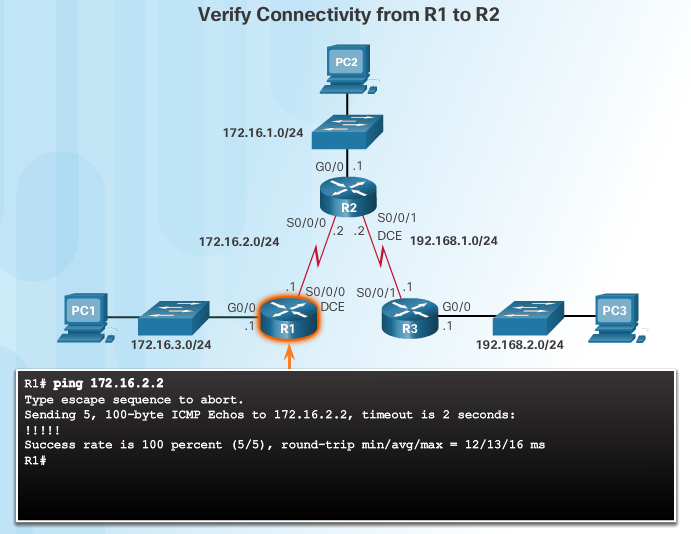 Verify Connectivity from R1 to R2
PC2
172.16.1.0/24
G0/0 .1
R2
S0/0/0 S0/0/1
.2 .2 DCE
172.16.2.0/24 192.168.1.0/24
.1 S0/0/0 S0/0/1 .1
DCE
PC1 G0/0 R1 R3 G0/0 PC3
.1 .1
172.16.3.0/24 192.168.2.0/24
R1# ping 172.16.2.2
Type escape sequence to abort.
Sending 5, 100-byte ICMP Echos to 172.16.2.2, timeout is 2 seconds:
!!!!!
Success rate is 100 percent (5/5), round-trip min/avg/max = 12/13/16 ms
R1#